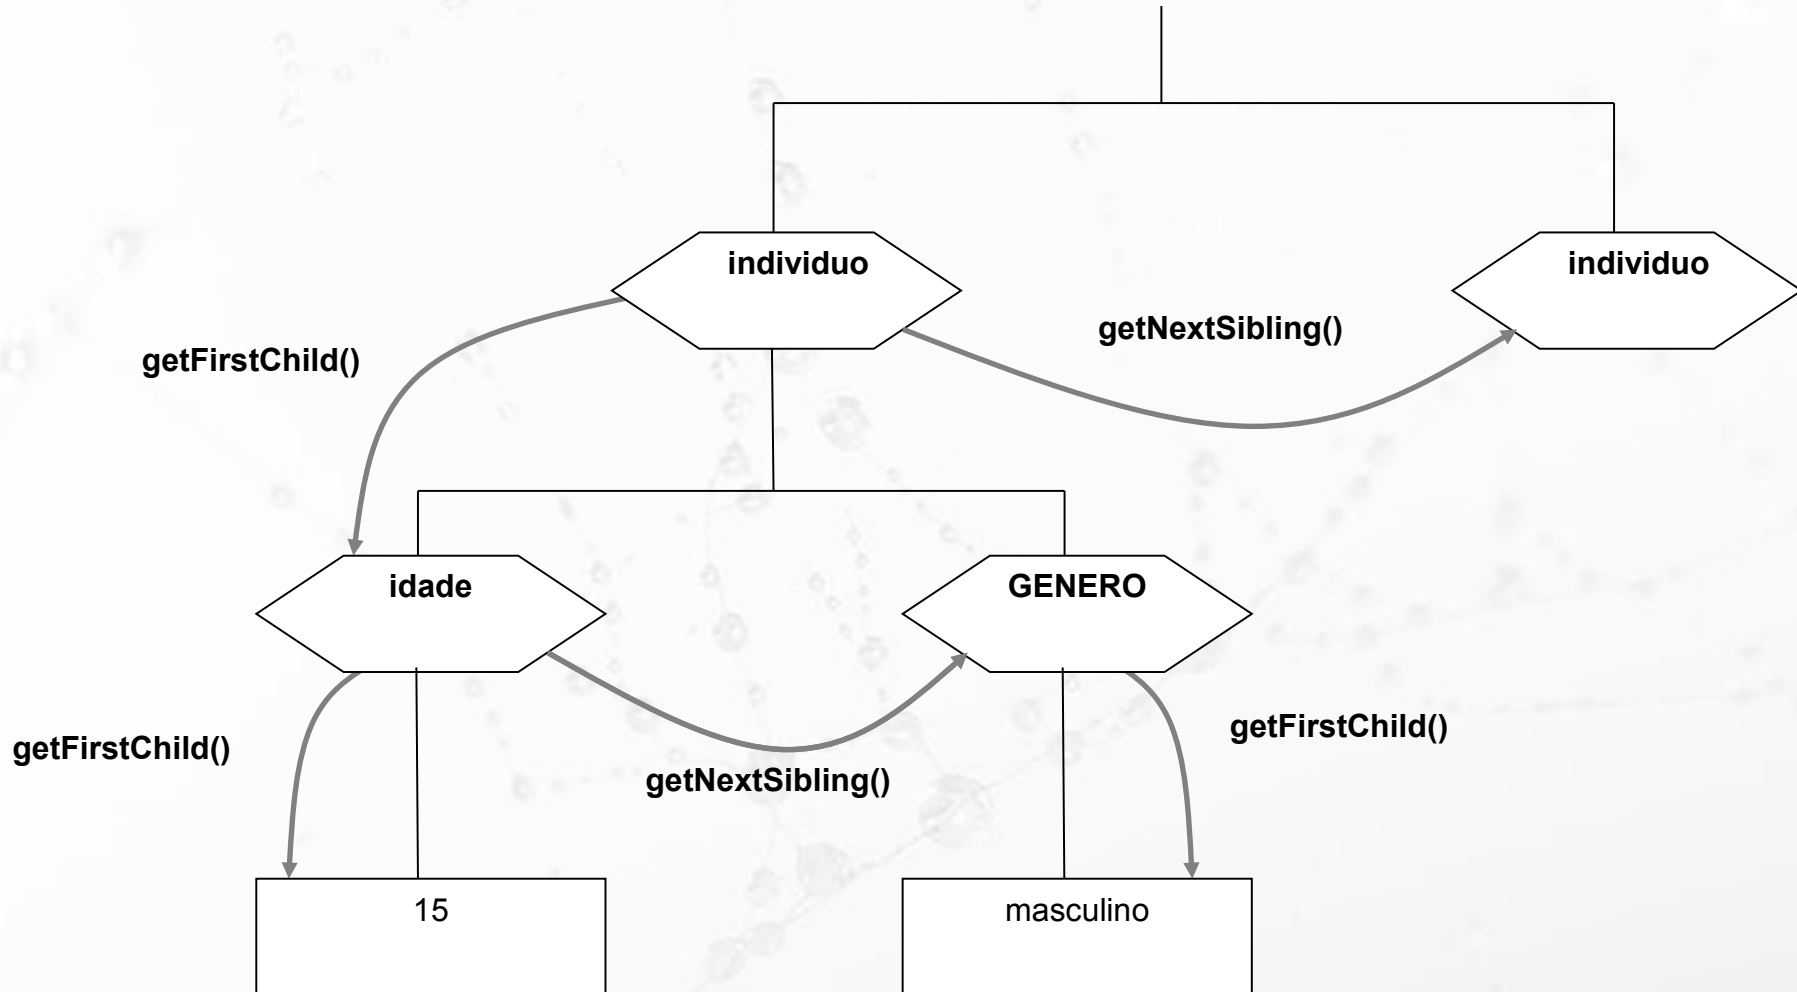 individuo
individuo
getNextSibling()
getFirstChild()
idade
GENERO
getFirstChild()
getNextSibling()
getFirstChild()
15
masculino